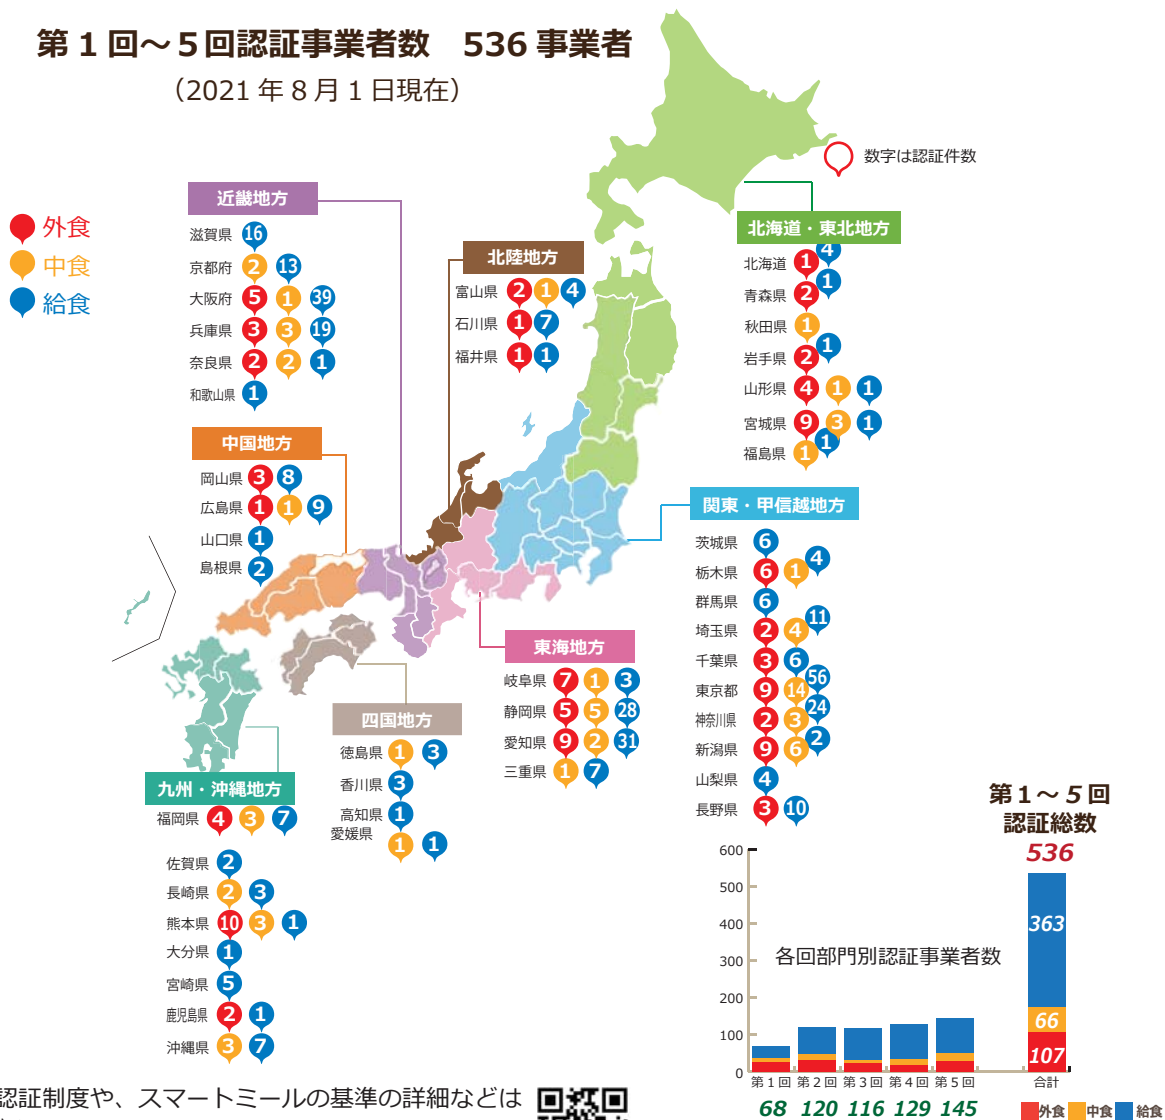 第1回～5回認証事業者数　536事業者
（2021年8月1日現在）
数字は認証件数
外食
中食
給食
近畿地方
滋賀県 16
京都府 2 13
大阪府 5 1 39
兵庫県 3 3 19
奈良県 2 2 1
和歌山県 1
北陸地方
富山県 2 1 4
石川県 1 7
福井県 1 1
北海道・東北地方
北海道 1 4
青森県 2 1
秋田県 1
岩手県 2 1
山形県 4 1 1
宮城県 9 3 1
福島県 1 1
中国地方
岡山県 3 8
広島県 1 1 9
山口県 1
島根県 2
関東・甲信越地方
茨城県 6
栃木県 6 1 4
群馬県 6
埼玉県 2 4 11
千葉県 3 6
東京都 9 14 56
神奈川県 2 3 24
新潟県 9 6 2
山梨県 4
長野県 3 10
東海地方
岐阜県 7 1 3
静岡県 5 5 28
愛知県 9 2 31
三重県 1 7
四国地方
徳島県 1 3
香川県 3
高知県 1
愛媛県 1 1
九州・沖縄地方
福岡県 4 3 7
佐賀県 2
長崎県 2 3
熊本県 10 3 1
大分県 1
宮崎県 5
鹿児島県 2 1
沖縄県 3 7
第1～5回
認証総数
536
600
500
400
300
200
100
0
各回部門別認証事業者数
363
66
107
第1回 第2回 第3回 第4回 第5回 合計
68 120 116 129 145
外食 中食 給食
認証制度や、スマートミールの基準の詳細などは